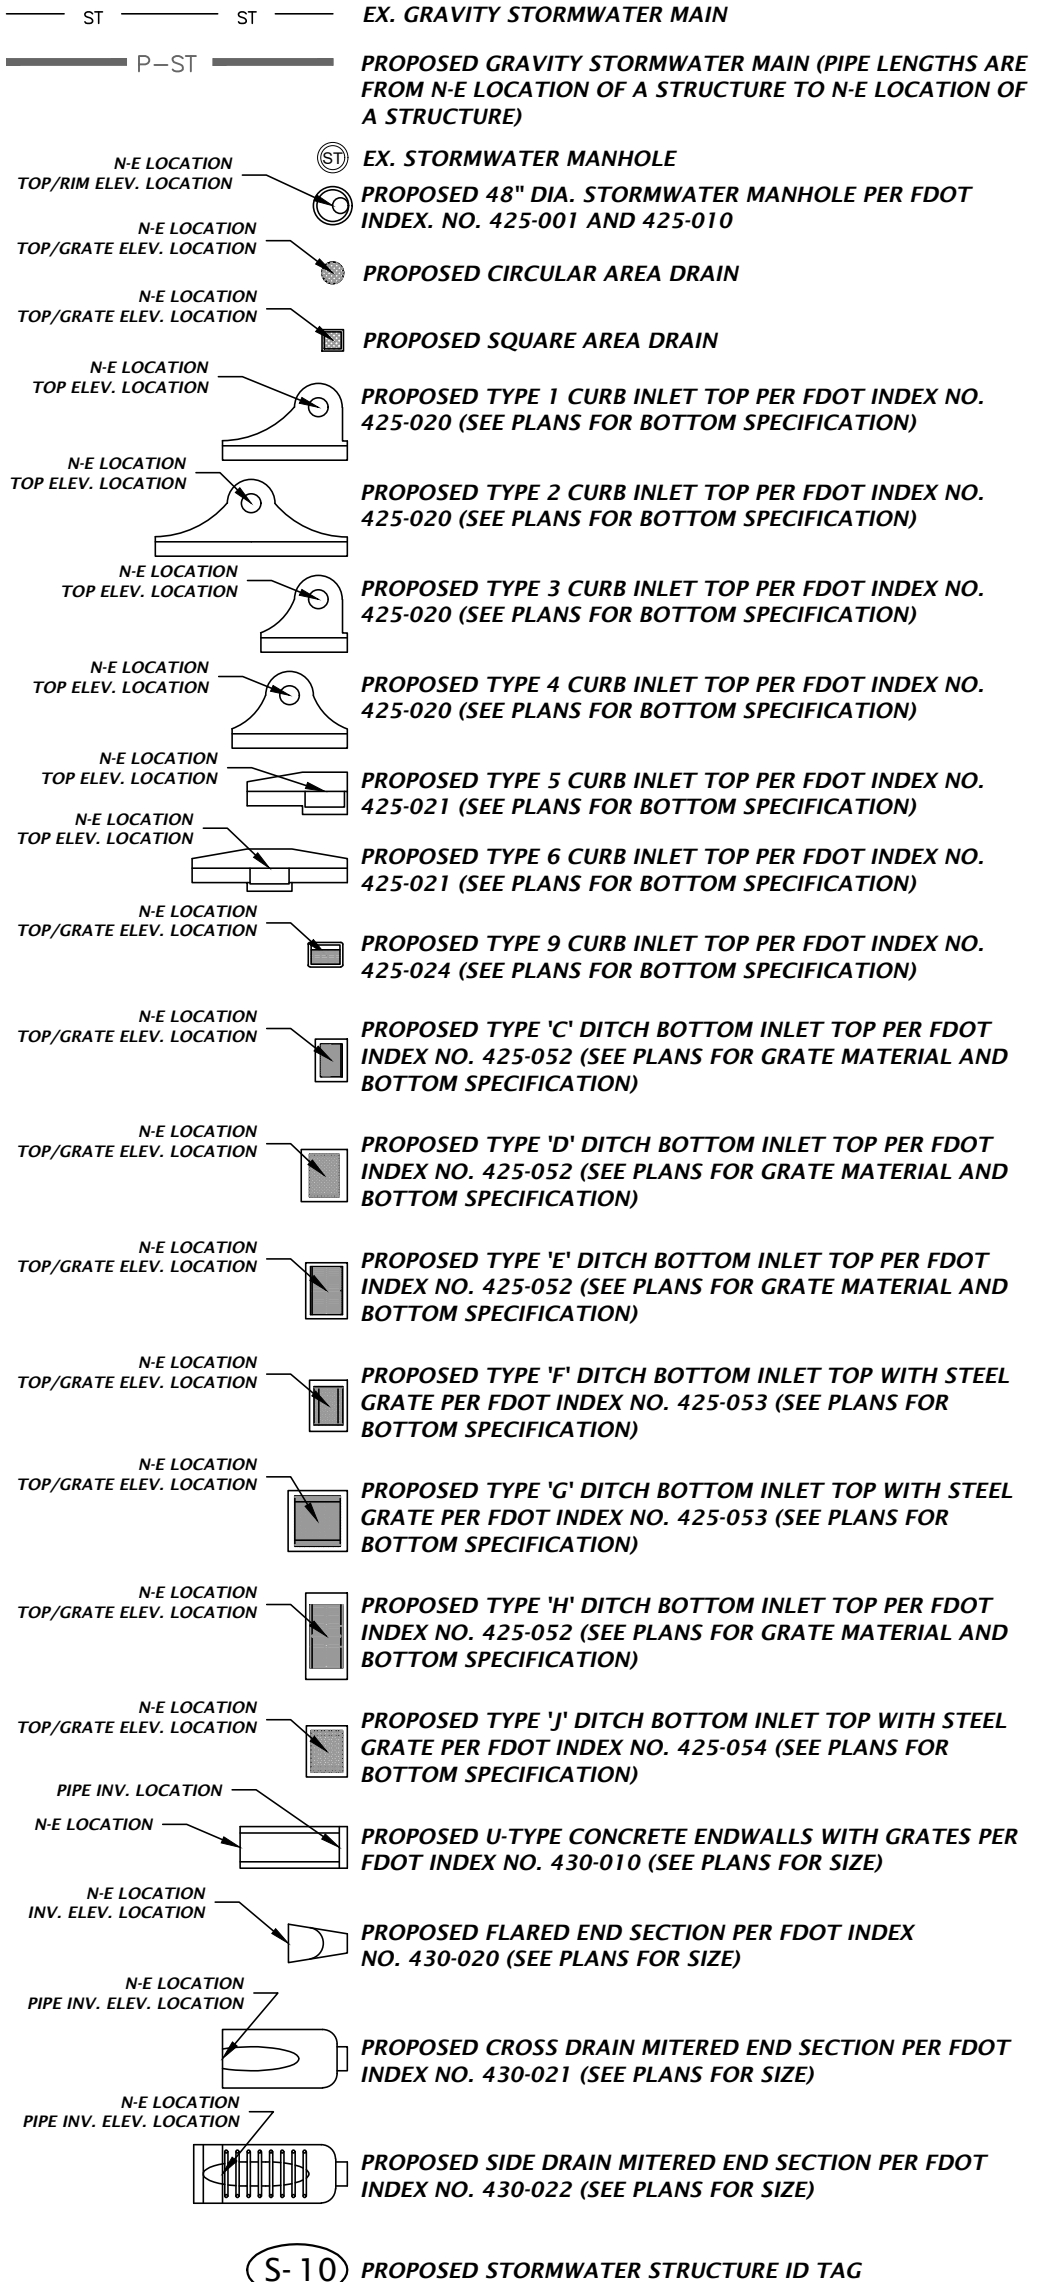 ST ST EX. GRAVITY STORMWATER MAIN
P-ST PROPOSED GRAVITY STORMWATER MAIN (PIPE LENGTHS ARE
FROM N-E LOCATION OF A STRUCTURE TO N-E LOCATION OF
A STRUCTURE)
ST EX. STORMWATER MANHOLE
N-E LOCATION
TOP/RIM ELEV. LOCATION
PROPOSED 48" DIA. STORMWATER MANHOLE PER FDOT
INDEX. NO. 425-001 AND 425-010
N-E LOCATION
TOP/GRATE ELEV. LOCATION
PROPOSED CIRCULAR AREA DRAIN
N-E LOCATION
TOP/GRATE ELEV. LOCATION
PROPOSED SQUARE AREA DRAIN
N-E LOCATION
TOP ELEV. LOCATION
PROPOSED TYPE 1 CURB INLET TOP PER FDOT INDEX NO.
425-020 (SEE PLANS FOR BOTTOM SPECIFICATION)
N-E LOCATION
TOP ELEV. LOCATION
PROPOSED TYPE 2 CURB INLET TOP PER FDOT INDEX NO.
425-020 (SEE PLANS FOR BOTTOM SPECIFICATION)
N-E LOCATION
TOP ELEV. LOCATION
PROPOSED TYPE 3 CURB INLET TOP PER FDOT INDEX NO.
425-020 (SEE PLANS FOR BOTTOM SPECIFICATION)
N-E LOCATION
TOP ELEV. LOCATION
PROPOSED TYPE 4 CURB INLET TOP PER FDOT INDEX NO.
425-020 (SEE PLANS FOR BOTTOM SPECIFICATION)
N-E LOCATION
TOP ELEV. LOCATION
PROPOSED TYPE 5 CURB INLET TOP PER FDOT INDEX NO.
425-021 (SEE PLANS FOR BOTTOM SPECIFICATION)
N-E LOCATION
TOP ELEV. LOCATION
PROPOSED TYPE 6 CURB INLET TOP PER FDOT INDEX NO.
425-021 (SEE PLANS FOR BOTTOM SPECIFICATION)
N-E LOCATION
TOP/GRATE ELEV. LOCATION
PROPOSED TYPE 9 CURB INLET TOP PER FDOT INDEX NO.
425-024 (SEE PLANS FOR BOTTOM SPECIFICATION)
N-E LOCATION
TOP/GRATE ELEV. LOCATION
PROPOSED TYPE 'C' DITCH BOTTOM INLET TOP PER FDOT
INDEX NO. 425-052 (SEE PLANS FOR GRATE MATERIAL AND
BOTTOM SPECIFICATION)
N-E LOCATION
TOP/GRATE ELEV. LOCATION
PROPOSED TYPE 'D' DITCH BOTTOM INLET TOP PER FDOT
INDEX NO. 425-052 (SEE PLANS FOR GRATE MATERIAL AND
BOTTOM SPECIFICATION)
N-E LOCATION
TOP/GRATE ELEV. LOCATION
PROPOSED TYPE 'E' DITCH BOTTOM INLET TOP PER FDOT
INDEX NO. 425-052 (SEE PLANS FOR GRATE MATERIAL AND
BOTTOM SPECIFICATION)
N-E LOCATION
TOP/GRATE ELEV. LOCATION
PROPOSED TYPE 'F' DITCH BOTTOM INLET TOP WITH STEEL
GRATE PER FDOT INDEX NO. 425-053 (SEE PLANS FOR
BOTTOM SPECIFICATION)
N-E LOCATION
TOP/GRATE ELEV. LOCATION
PROPOSED TYPE 'G' DITCH BOTTOM INLET TOP WITH STEEL
GRATE PER FDOT INDEX NO. 425-053 (SEE PLANS FOR
BOTTOM SPECIFICATION)
N-E LOCATION
TOP/GRATE ELEV. LOCATION
PROPOSED TYPE 'H' DITCH BOTTOM INLET TOP PER FDOT
INDEX NO. 425-052 (SEE PLANS FOR GRATE MATERIAL AND
BOTTOM SPECIFICATION)
N-E LOCATION
TOP/GRATE ELEV. LOCATION
PROPOSED TYPE 'J' DITCH BOTTOM INLET TOP WITH STEEL
GRATE PER FDOT INDEX NO. 425-054 (SEE PLANS FOR
BOTTOM SPECIFICATION)
PIPE INV. LOCATION
N-E LOCATION
PROPOSED U-TYPE CONCRETE ENDWALLS WITH GRATES PER
FDOT INDEX NO. 430-010 (SEE PLANS FOR SIZE)
N-E LOCATION
INV. ELEV. LOCATION
PROPOSED FLARED END SECTION PER FDOT INDEX
NO. 430-020 (SEE PLANS FOR SIZE)
N-E LOCATION
PIPE INV. ELEV. LOCATION
PROPOSED CROSS DRAIN MITERED END SECTION PER FDOT
INDEX NO. 430-021 (SEE PLANS FOR SIZE)
N-E LOCATION
PIPE INV. ELEV. LOCATION
PROPOSED SIDE DRAIN MITERED END SECTION PER FDOT
INDEX NO. 430-022 (SEE PLANS FOR SIZE)
S-10 PROPOSED STORMWATER STRUCTURE ID TAG